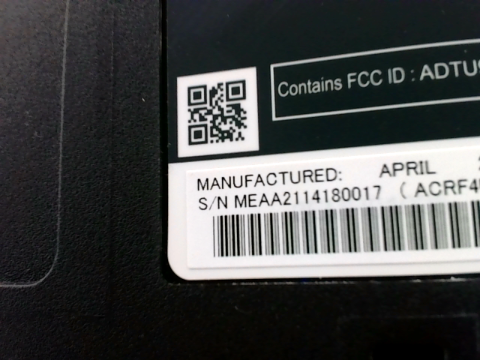 Contains FCC ID : ADTU
MANUFACTURED: APRIL
S/N MEAA2114180017 ( ACRF4